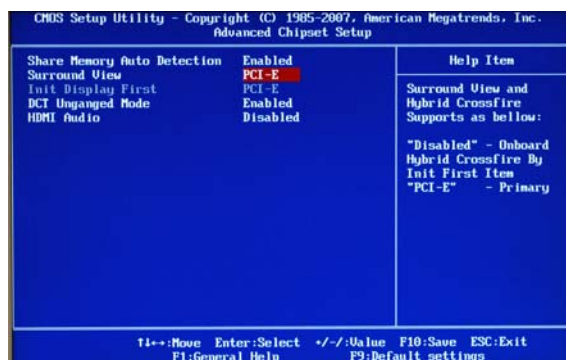 CMOS Setup Utility - Copyright (C) 1985-2007, American Megatrends, Inc.
Advanced Chipset Setup
Share Memory Auto Detection Enabled
Surround View PCI-E
Init Display First PCI-E
DCT Unganged Mode Enabled
HDMI Audio Disabled
Help Item
Surround View and
Hybrid Crossfire
Supports as bellow:
"Disabled" - Onboard
Hybrid Crossfire By
Init First Item
"PCI-E" - Primary
↑↓↔:Move Enter:Select +/-/:Value F10:Save ESC:Exit
F1:General Help F9:Default settings